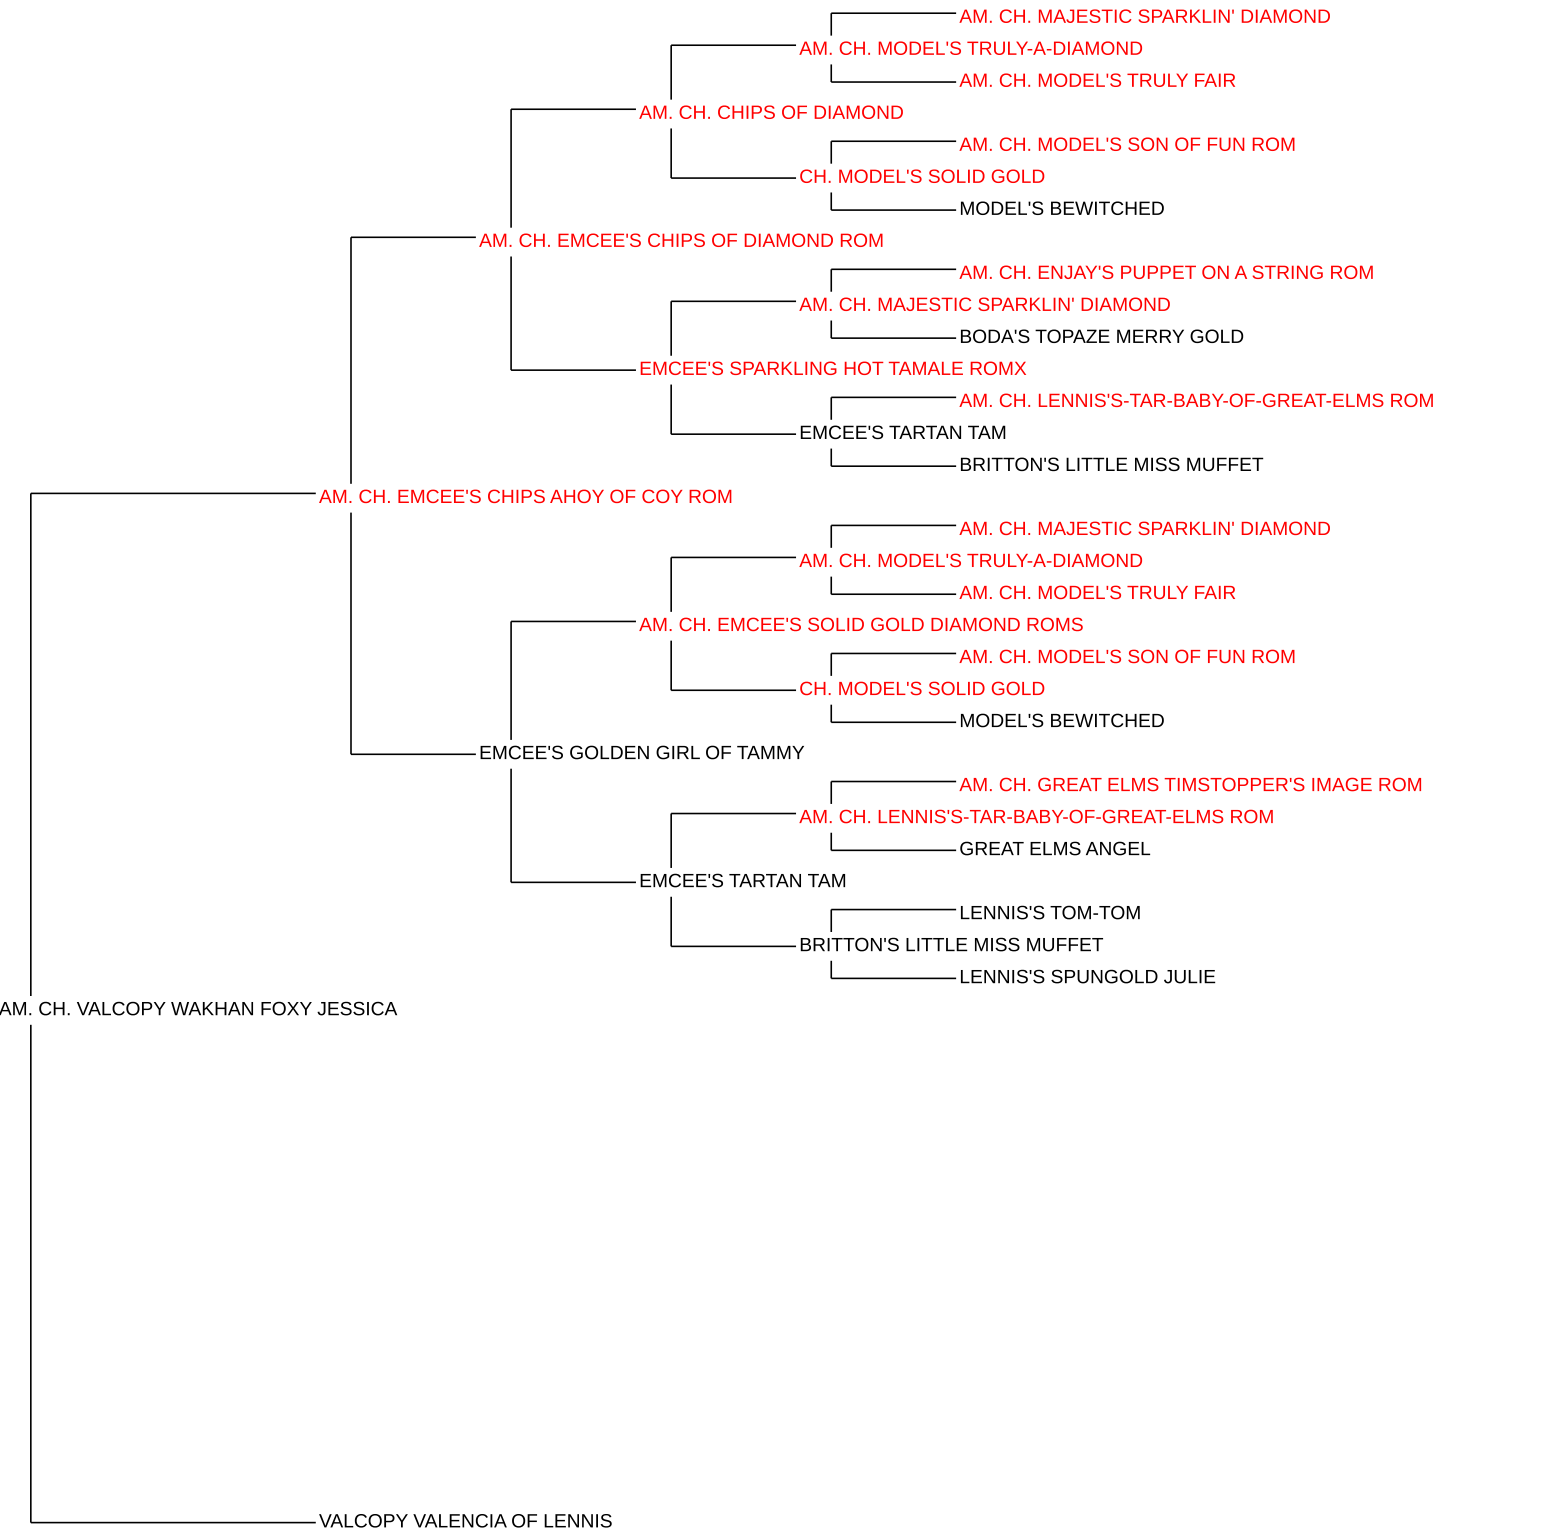 AM. CH. MAJESTIC SPARKLIN' DIAMOND
AM. CH. MODEL'S TRULY-A-DIAMOND
AM. CH. MODEL'S TRULY FAIR
AM. CH. CHIPS OF DIAMOND
AM. CH. MODEL'S SON OF FUN ROM
CH. MODEL'S SOLID GOLD
MODEL'S BEWITCHED
AM. CH. EMCEE'S CHIPS OF DIAMOND ROM
AM. CH. ENJAY'S PUPPET ON A STRING ROM
AM. CH. MAJESTIC SPARKLIN' DIAMOND
BODA'S TOPAZE MERRY GOLD
EMCEE'S SPARKLING HOT TAMALE ROMX
AM. CH. LENNIS'S-TAR-BABY-OF-GREAT-ELMS ROM
EMCEE'S TARTAN TAM
BRITTON'S LITTLE MISS MUFFET
AM. CH. EMCEE'S CHIPS AHOY OF COY ROM
AM. CH. MAJESTIC SPARKLIN' DIAMOND
AM. CH. MODEL'S TRULY-A-DIAMOND
AM. CH. MODEL'S TRULY FAIR
AM. CH. EMCEE'S SOLID GOLD DIAMOND ROMS
AM. CH. MODEL'S SON OF FUN ROM
CH. MODEL'S SOLID GOLD
MODEL'S BEWITCHED
EMCEE'S GOLDEN GIRL OF TAMMY
AM. CH. GREAT ELMS TIMSTOPPER'S IMAGE ROM
AM. CH. LENNIS'S-TAR-BABY-OF-GREAT-ELMS ROM
GREAT ELMS ANGEL
EMCEE'S TARTAN TAM
LENNIS'S TOM-TOM
BRITTON'S LITTLE MISS MUFFET
LENNIS'S SPUNGOLD JULIE
AM. CH. VALCOPY WAKHAN FOXY JESSICA
VALCOPY VALENCIA OF LENNIS